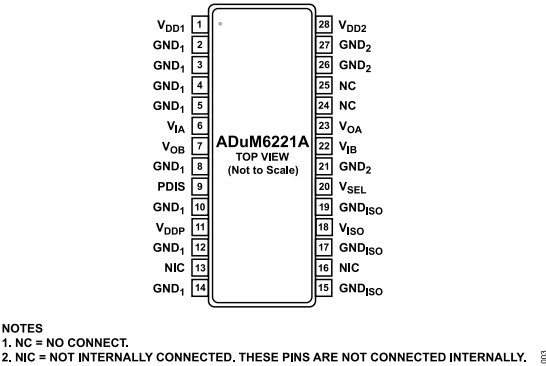 VDD1 1 28 VDD2
GND1 2 27 GND2
GND1 3 26 GND2
GND1 4 25 NC
GND1 5 24 NC
VIA 6 23 VOA
VOB 7 22 VIB
ADuM6221A
TOP VIEW
(Not to Scale)
GND1 8 21 GND2
PDIS 9 20 VSEL
GND1 10 19 GNDISO
VDDP 11 18 VISO
GND1 12 17 GNDISO
NIC 13 16 NIC
GND1 14 15 GNDISO
NOTES
1. NC = NO CONNECT.
2. NIC = NOT INTERNALLY CONNECTED. THESE PINS ARE NOT CONNECTED INTERNALLY.
003